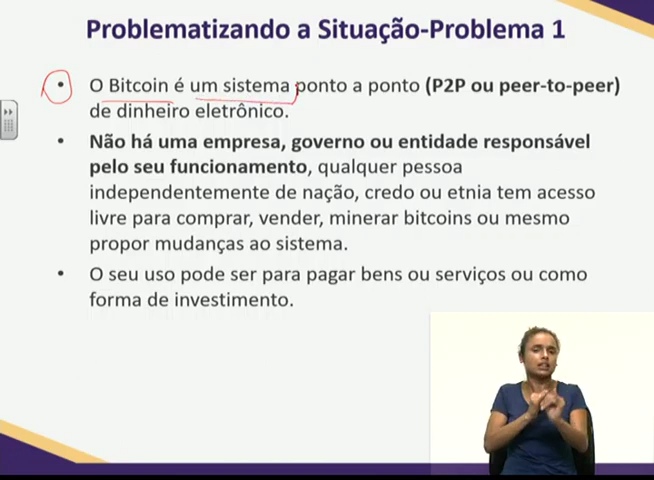 Problematizando a Situação-Problema 1
• O Bitcoin é um sistema ponto a ponto (P2P ou peer-to-peer)
de dinheiro eletrônico.
• Não há uma empresa, governo ou entidade responsável
pelo seu funcionamento, qualquer pessoa
independentemente de nação, credo ou etnia tem acesso
livre para comprar, vender, minerar bitcoins ou mesmo
propor mudanças ao sistema.
• O seu uso pode ser para pagar bens ou serviços ou como
forma de investimento.